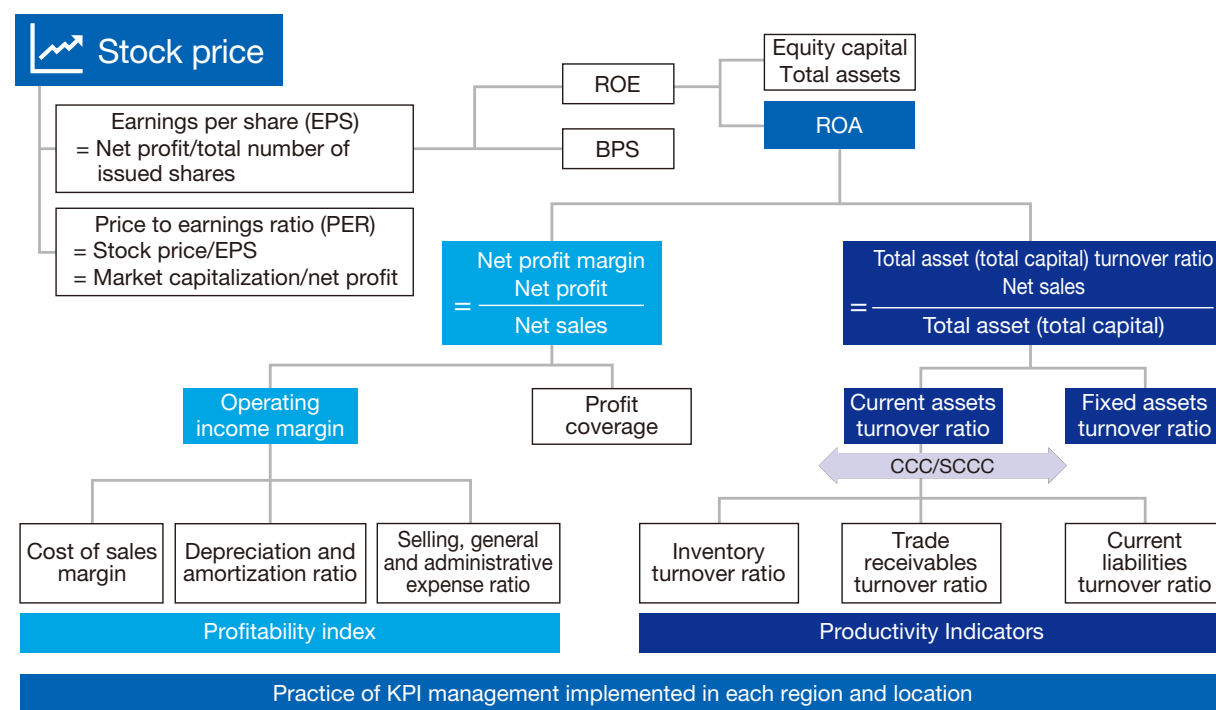 Stock price
Earnings per share (EPS)
= Net profit/total number of
issued shares
Price to earnings ratio (PER)
= Stock price/EPS
= Market capitalization/net profit
ROE
BPS
Equity capital
Total assets
ROA
Net profit margin
= Net profit
Net sales
Total asset (total capital) turnover ratio
= Net sales
Total asset (total capital)
Operating
income margin
Profit
coverage
Current assets
turnover ratio
Fixed assets
turnover ratio
CCC/SCCC
Cost of sales
margin
Depreciation and
amortization ratio
Selling, general
and administrative
expense ratio
Inventory
turnover ratio
Trade
receivables
turnover ratio
Current
liabilities
turnover ratio
Profitability index
Productivity Indicators
Practice of KPI management implemented in each region and location